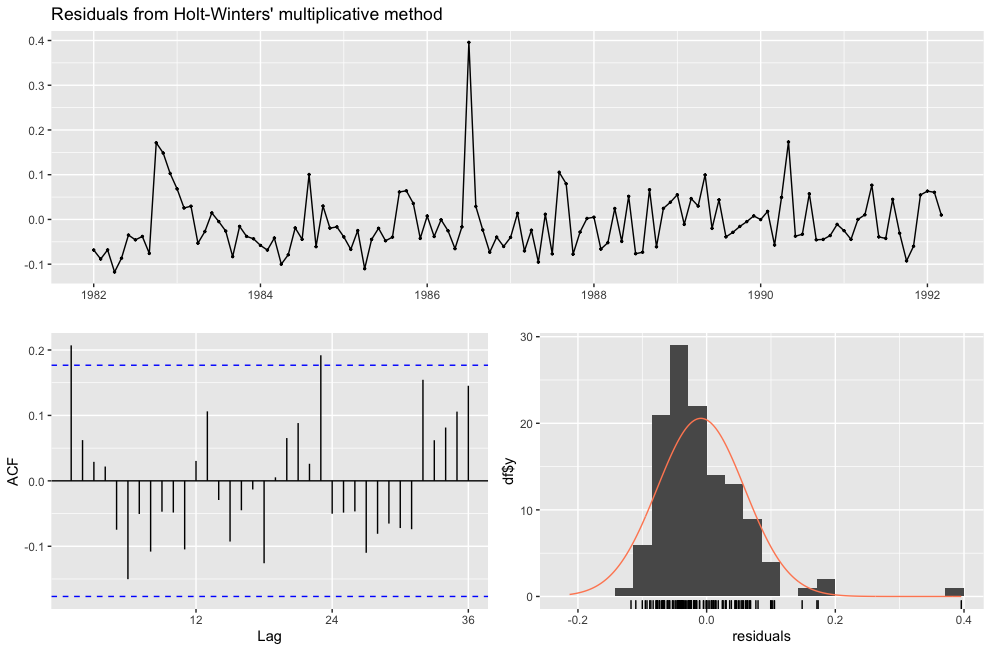 Residuals from Holt-Winters' multiplicative method
0.4
0.3
0.2
0.1
0.0
-0.1
1982 1984 1986 1988 1990 1992
ACF
0.2
0.1
0.0
-0.1
12 24 36
Lag
df$y
30
20
10
0
-0.2 0.0 0.2 0.4
residuals